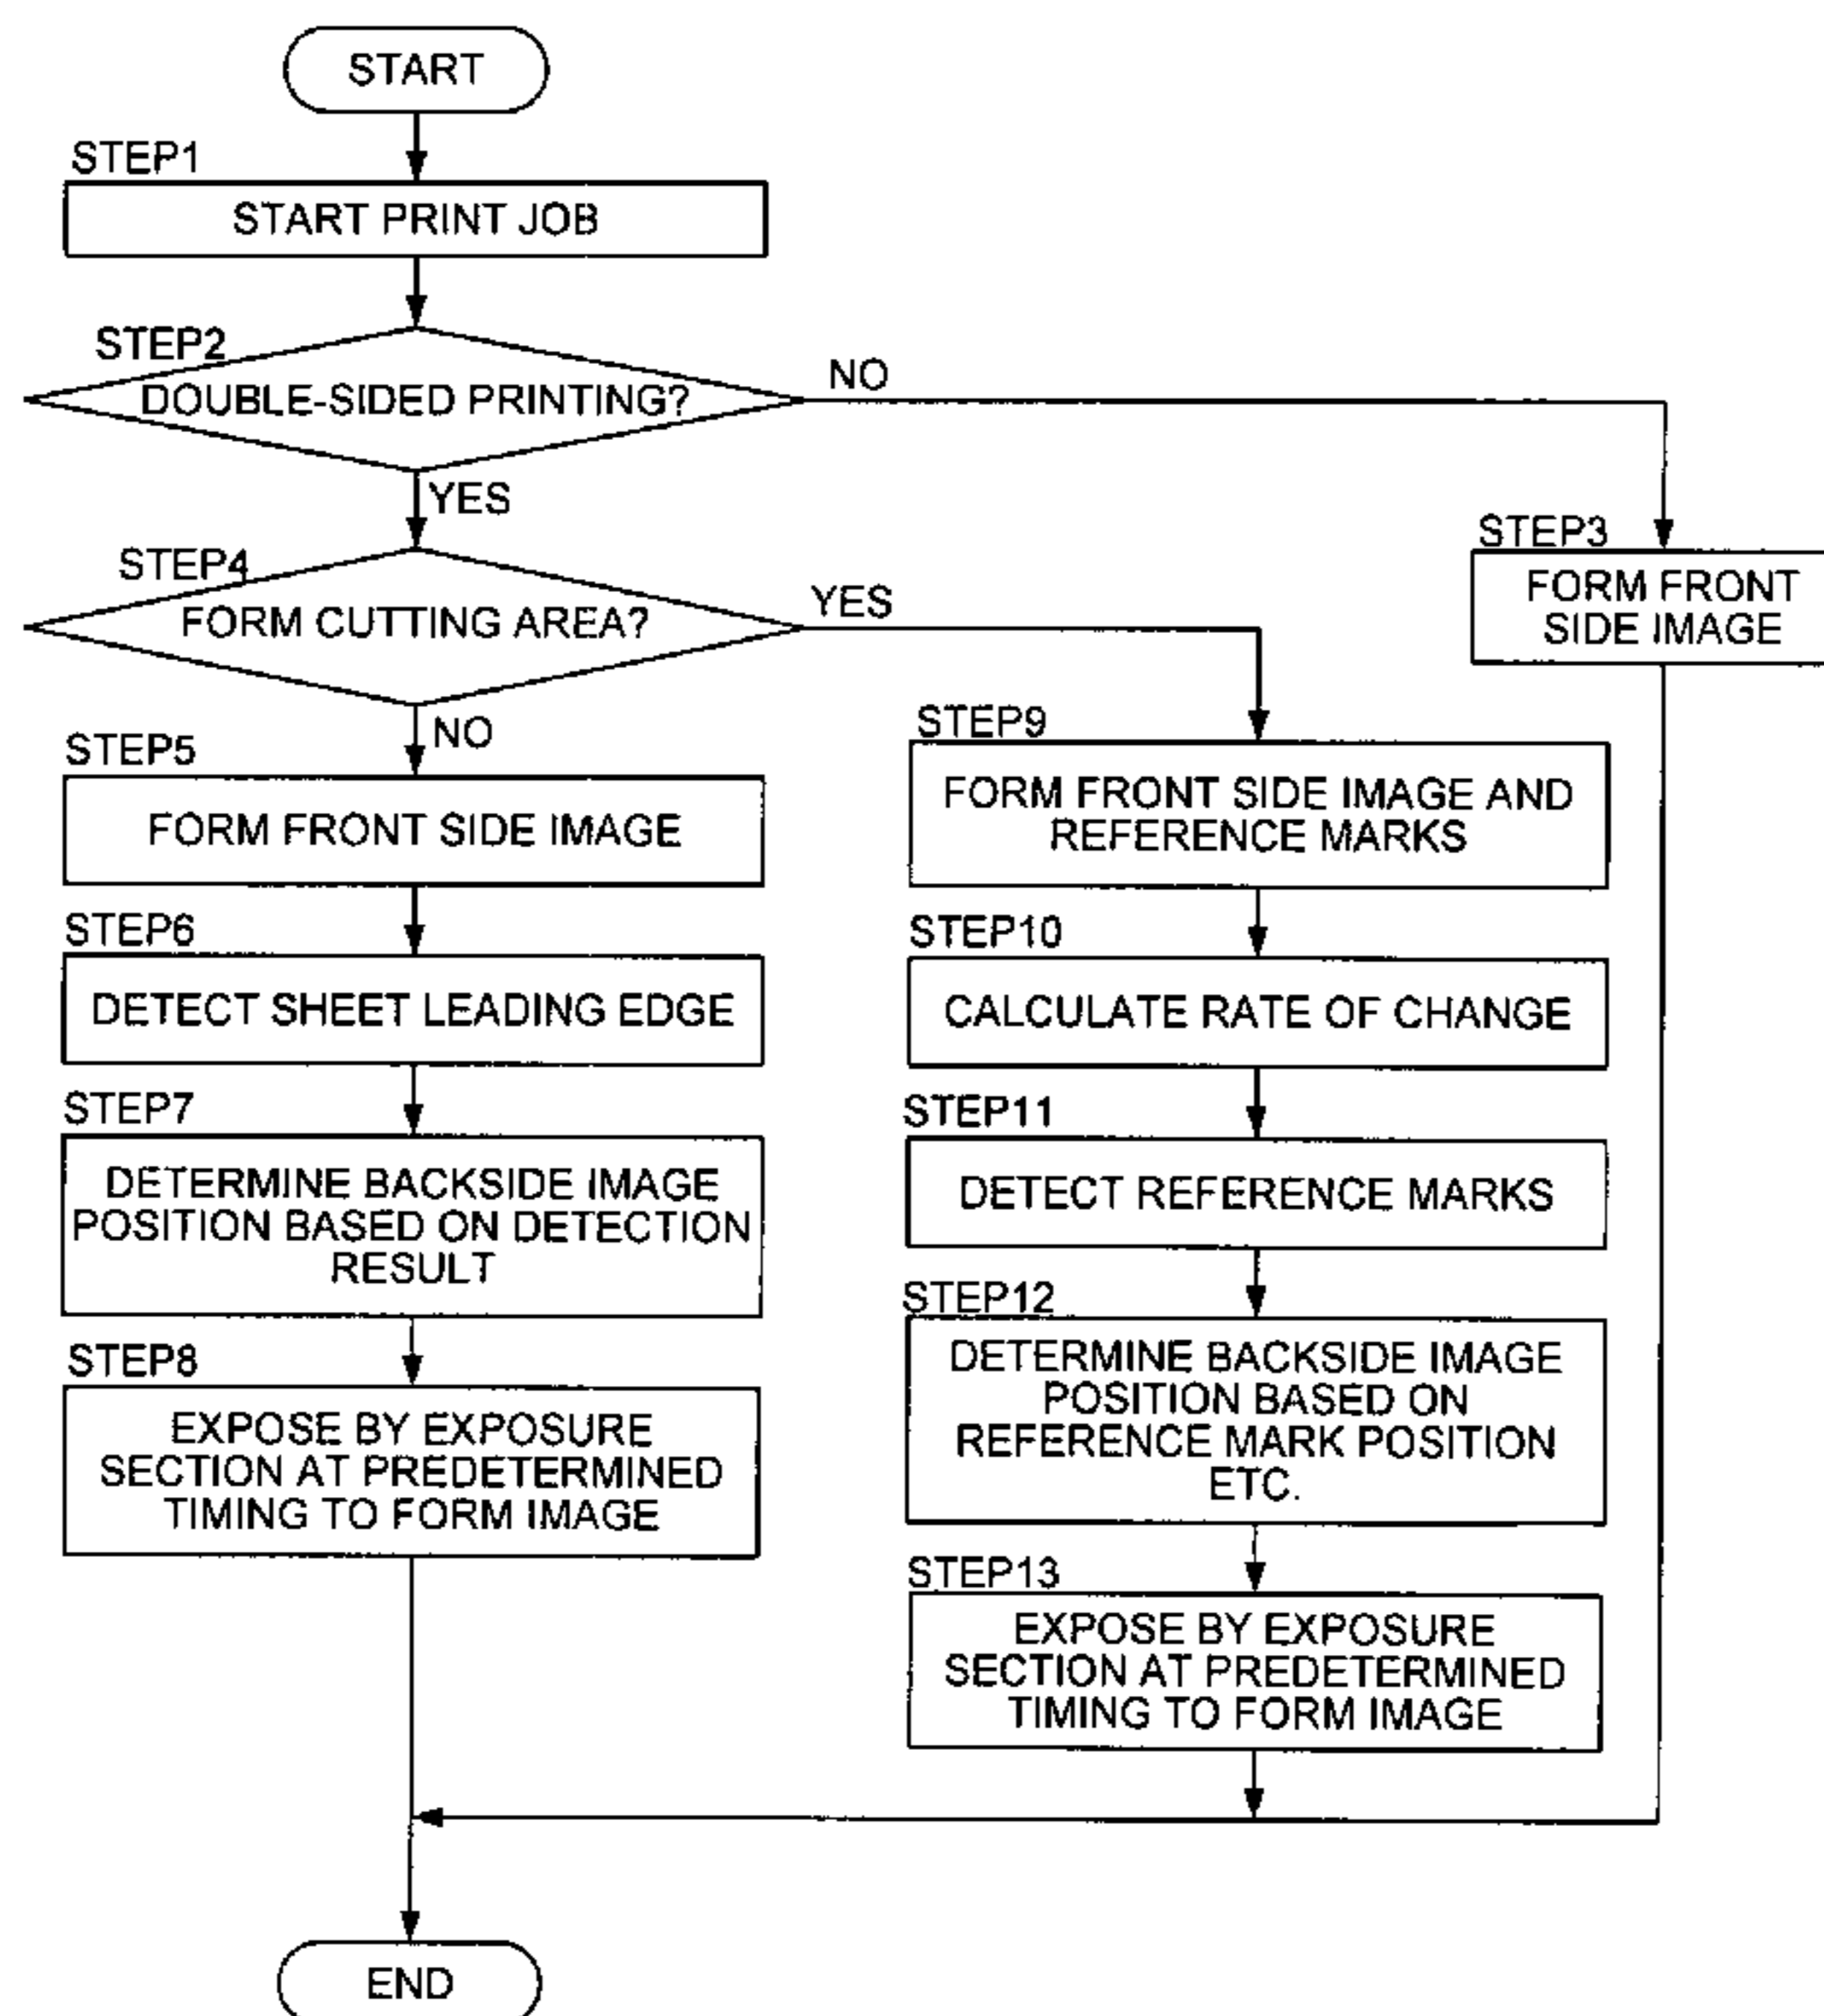 START
STEP1
START PRINT JOB
STEP2
DOUBLE-SIDED PRINTING?
NO
YES
STEP3
FORM FRONT
SIDE IMAGE
STEP4
FORM CUTTING AREA?
YES
NO
STEP5
FORM FRONT SIDE IMAGE
STEP6
DETECT SHEET LEADING EDGE
STEP7
DETERMINE BACKSIDE IMAGE
POSITION BASED ON DETECTION
RESULT
STEP8
EXPOSE BY EXPOSURE
SECTION AT PREDETERMINED
TIMING TO FORM IMAGE
STEP9
FORM FRONT SIDE IMAGE AND
REFERENCE MARKS
STEP10
CALCULATE RATE OF CHANGE
STEP11
DETECT REFERENCE MARKS
STEP12
DETERMINE BACKSIDE IMAGE
POSITION BASED ON
REFERENCE MARK POSITION
ETC.
STEP13
EXPOSE BY EXPOSURE
SECTION AT PREDETERMINED
TIMING TO FORM IMAGE
END